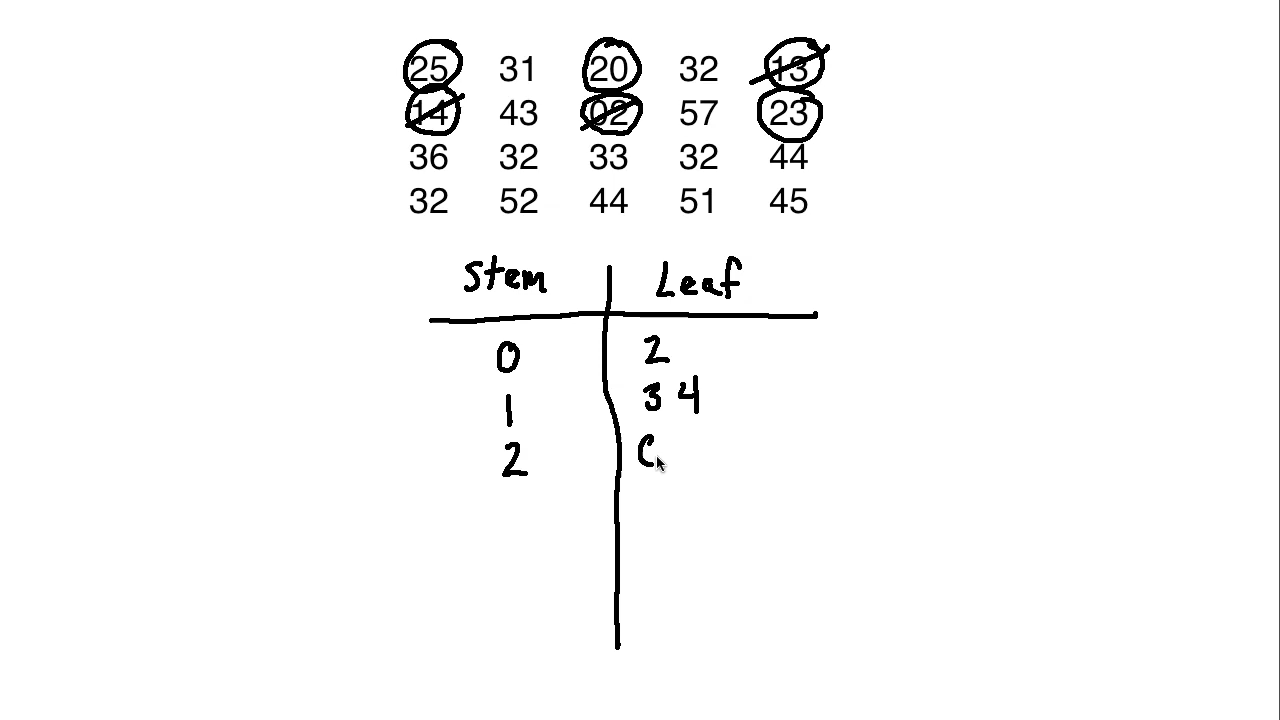 25 31 20 32 13
14 43 02 57 23
36 32 33 32 44
32 52 44 51 45
Stem Leaf
0 2
1 3 4
2